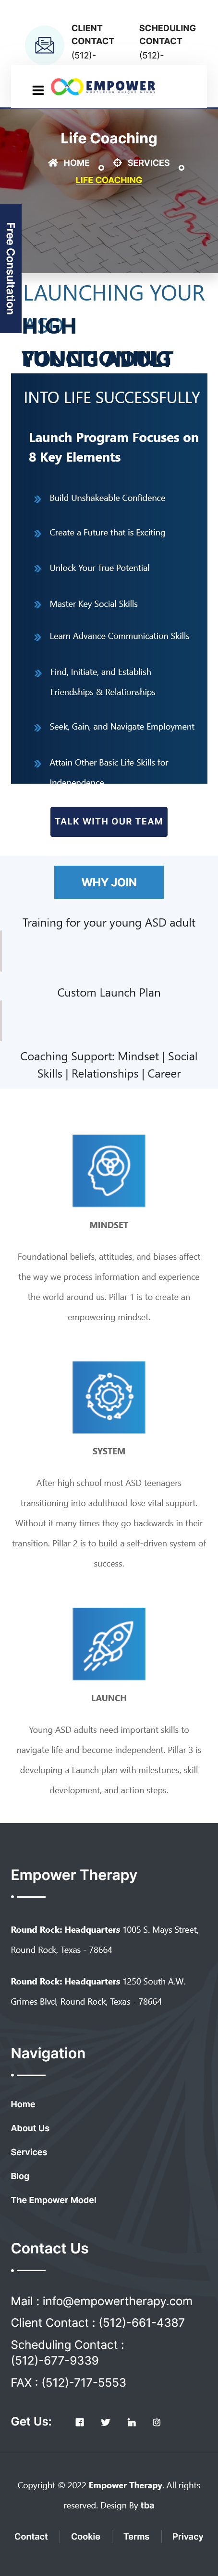 CLIENT CONTACT
(512)-
SCHEDULING CONTACT
(512)-
EMPOWER
Life Coaching
HOME
SERVICES
LIFE COACHING
Free Consultation
LAUNCHING YOUR
HIGH
FUNCTIONING
YOUNG ADULT
INTO LIFE SUCCESSFULLY
Launch Program Focuses on
8 Key Elements
Build Unshakeable Confidence
Create a Future that is Exciting
Unlock Your True Potential
Master Key Social Skills
Learn Advance Communication Skills
Find, Initiate, and Establish
Friendships & Relationships
Seek, Gain, and Navigate Employment
Attain Other Basic Life Skills for
Independence
TALK WITH OUR TEAM
WHY JOIN
Training for your young ASD adult
Custom Launch Plan
Coaching Support: Mindset | Social
Skills | Relationships | Career
MINDSET
Foundational beliefs, attitudes, and biases affect
the way we process information and experience
the world around us. Pillar 1 is to create an
empowering mindset.
SYSTEM
After high school most ASD teenagers
transitioning into adulthood lose vital support.
Without it many times they go backwards in their
transition. Pillar 2 is to build a self-driven system of
success.
LAUNCH
Young ASD adults need important skills to
navigate life and become independent. Pillar 3 is
developing a Launch plan with milestones, skill
development, and action steps.
Empower Therapy
Round Rock: Headquarters 1005 S. Mays Street,
Round Rock, Texas - 78664
Round Rock: Headquarters 1250 South A.W.
Grimes Blvd, Round Rock, Texas - 78664
Navigation
Home
About Us
Services
Blog
The Empower Model
Contact Us
Mail : info@empowertherapy.com
Client Contact : (512)-661-4387
Scheduling Contact :
(512)-677-9339
FAX : (512)-717-5553
Get Us:
Copyright © 2022 Empower Therapy. All rights
reserved. Design By tba
Contact
Cookie
Terms
Privacy